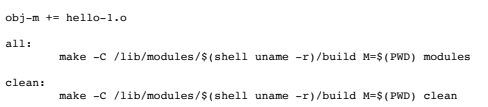 obj-m += hello-1.o
all:
make -C /lib/modules/$(shell uname -r)/build M=$(PWD) modules
clean:
make -C /lib/modules/$(shell uname -r)/build M=$(PWD) clean